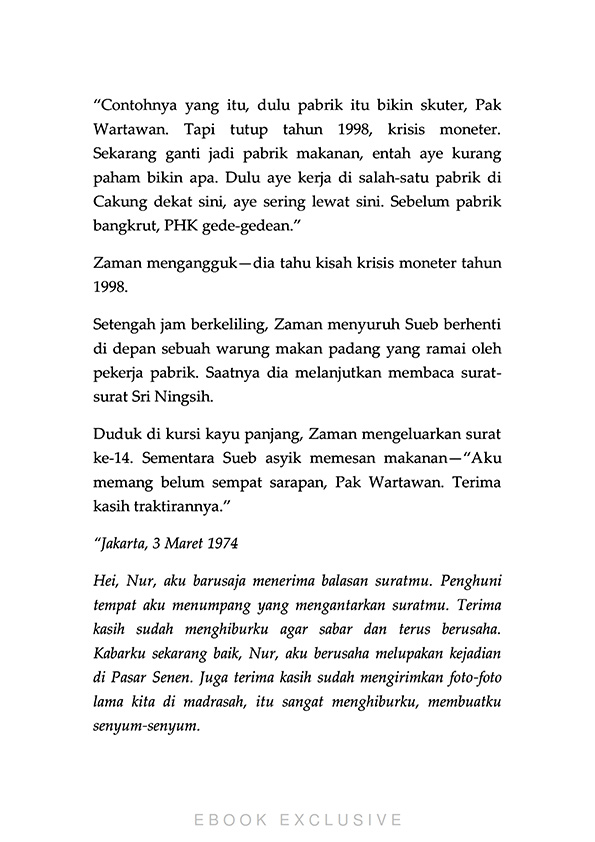 “Contohnya yang itu, dulu pabrik itu bikin skuter, Pak
Wartawan. Tapi tutup tahun 1998, krisis moneter.
Sekarang ganti jadi pabrik makanan, entah aye kurang
paham bikin apa. Dulu aye kerja di salah-satu pabrik di
Cakung dekat sini, aye sering lewat sini. Sebelum pabrik
bangkrut, PHK gede-gedean.”
Zaman mengangguk—dia tahu kisah krisis moneter tahun
1998.
Setengah jam berkeliling, Zaman menyuruh Sueb berhenti
di depan sebuah warung makan padang yang ramai oleh
pekerja pabrik. Saatnya dia melanjutkan membaca surat-
surat Sri Ningsih.
Duduk di kursi kayu panjang, Zaman mengeluarkan surat
ke-14. Sementara Sueb asyik memesan makanan—“Aku
memang belum sempat sarapan, Pak Wartawan. Terima
kasih traktirannya.”
“Jakarta, 3 Maret 1974
Hei, Nur, aku barusaja menerima balasan suratmu. Penghuni
tempat aku menumpang yang mengantarkan suratmu. Terima
kasih sudah menghiburku agar sabar dan terus berusaha.
Kabarku sekarang baik, Nur, aku berusaha melupakan kejadian
di Pasar Senen. Juga terima kasih sudah mengirimkan foto-foto
lama kita di madrasah, itu sangat menghiburku, membuatku
senyum-senyum.
EBOOK EXCLUSIVE